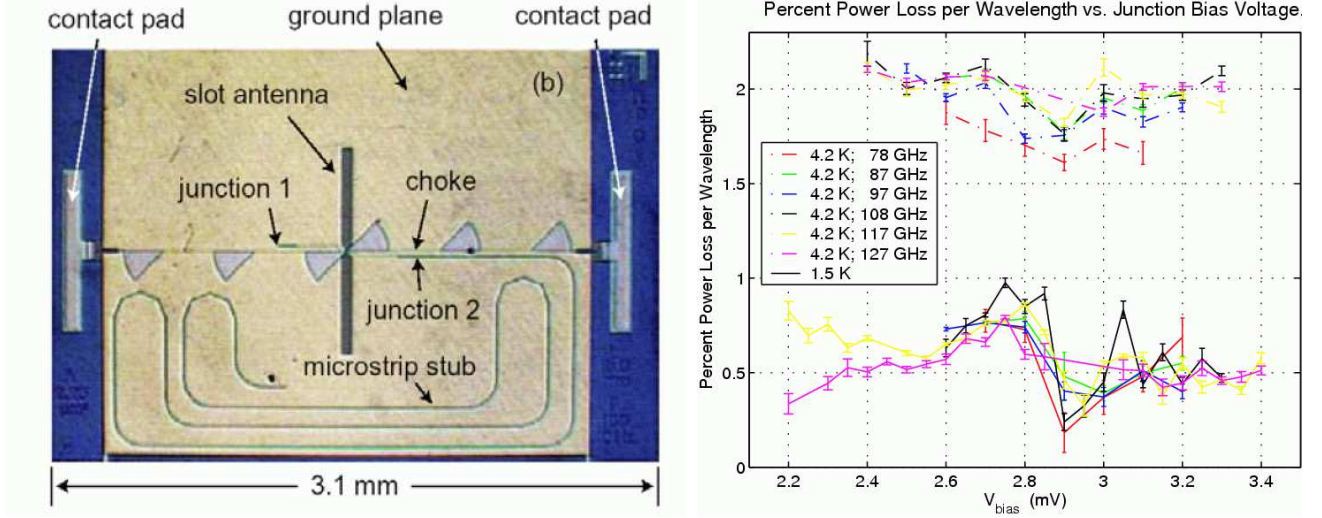 contact pad
ground plane
contact pad
slot antenna
(b)
junction 1
choke
junction 2
microstrip stub
3.1 mm
Percent Power Loss per Wavelength vs. Junction Bias Voltage.
Percent Power Loss per Wavelength
2
1.5
1
0.5
0
4.2 K; 78 GHz
4.2 K; 87 GHz
4.2 K; 97 GHz
4.2 K; 108 GHz
4.2 K; 117 GHz
4.2 K; 127 GHz
1.5 K
2.2 2.4 2.6 2.8 3 3.2 3.4
V_bias (mV)